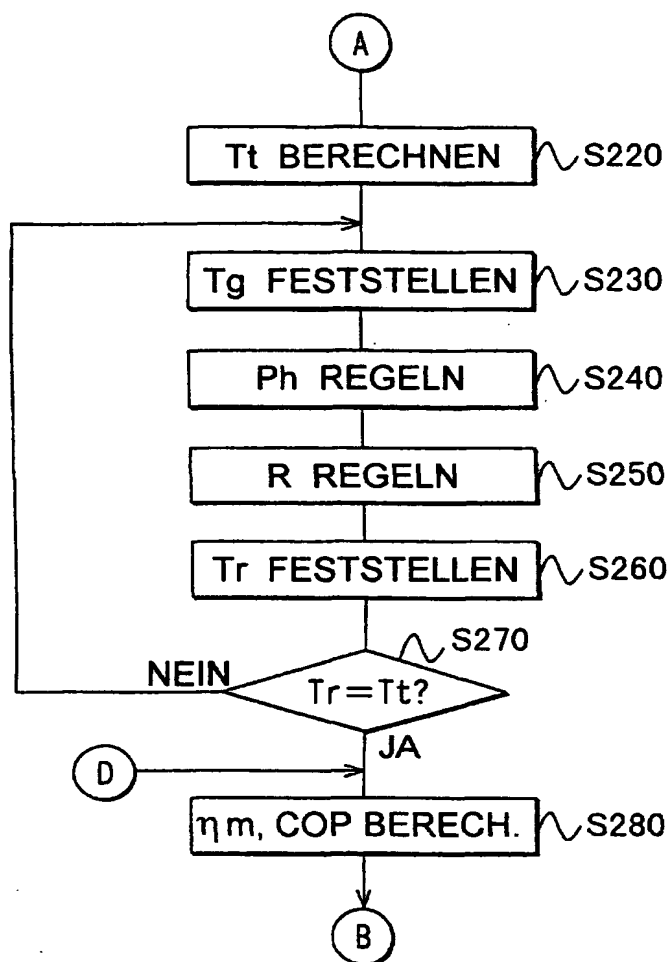 A
Tt BERECHNEN S220
Tg FESTSTELLEN S230
Ph REGELN S240
R REGELN S250
Tr FESTSTELLEN S260
S270
NEIN
Tr=Tt?
JA
D
ηm, COP BERECH. S280
B